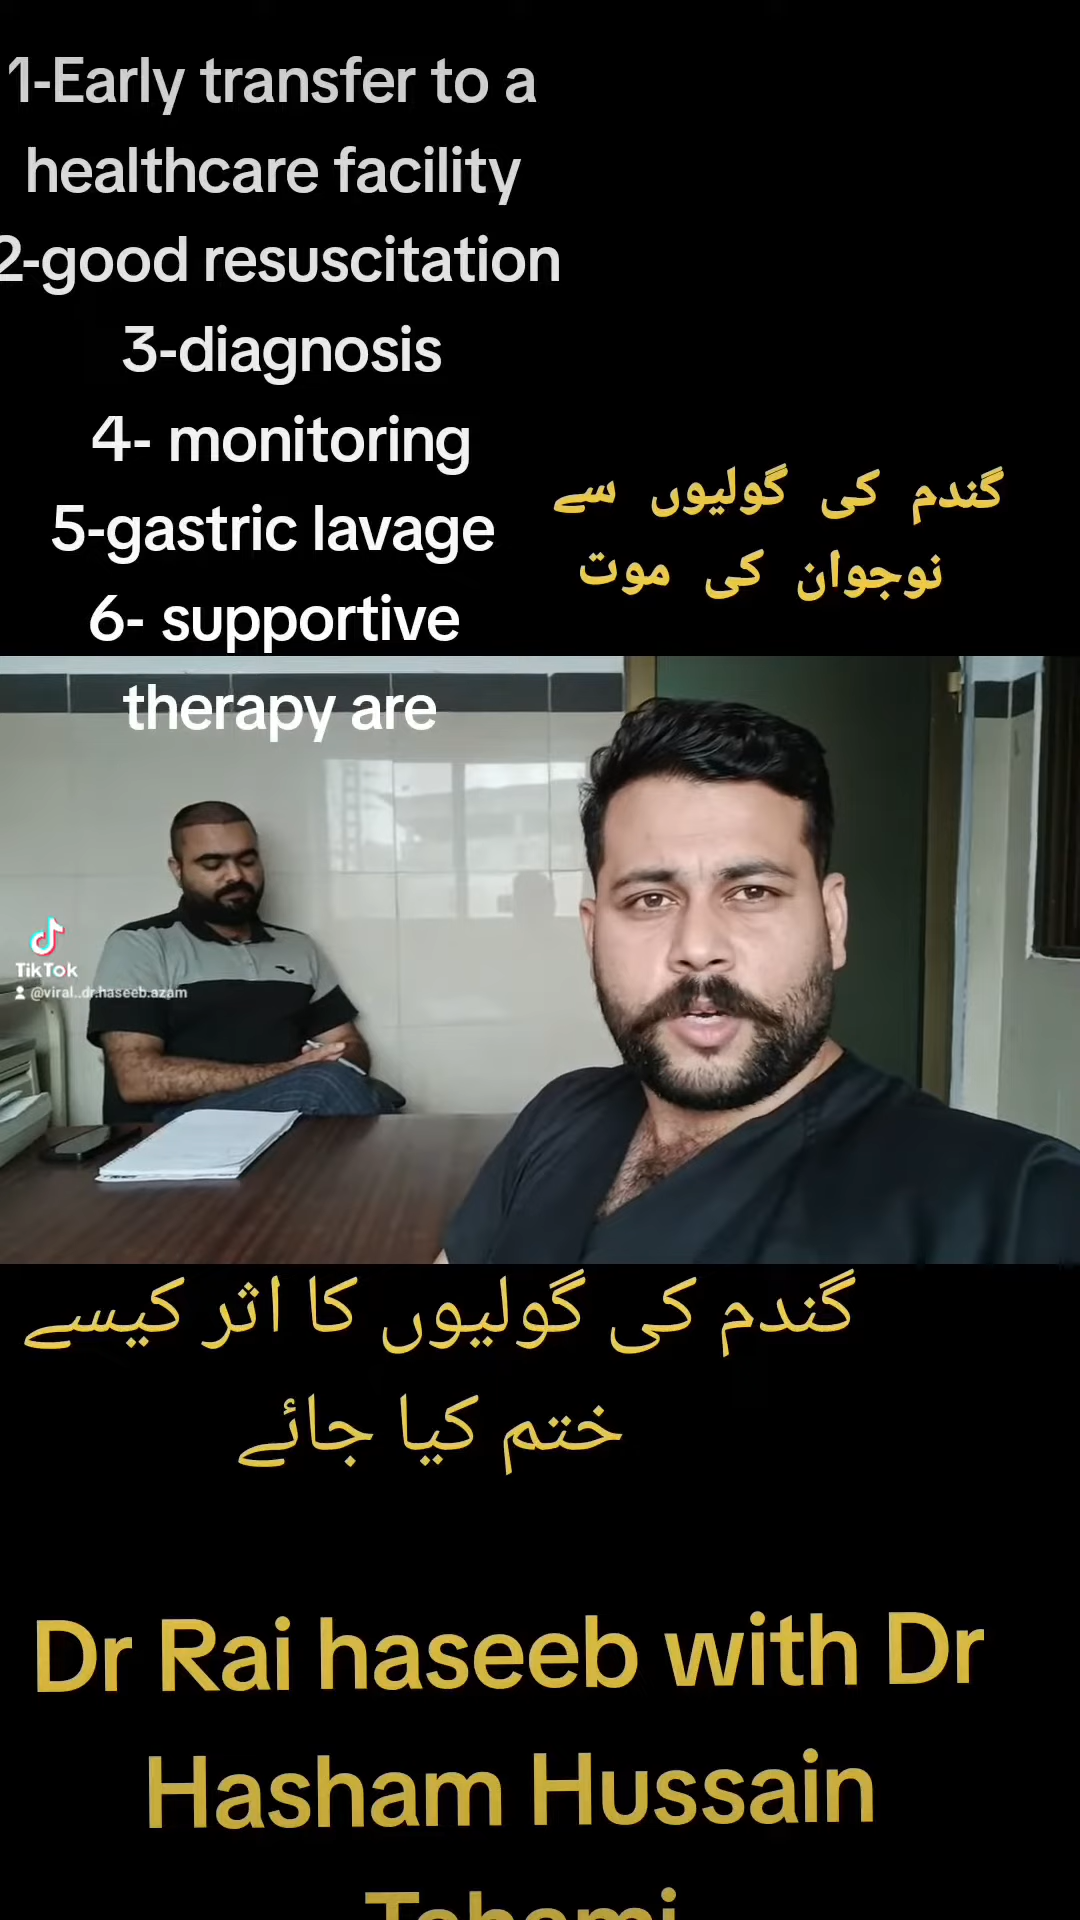 1-Early transfer to a
healthcare facility
2-good resuscitation
3-diagnosis
4- monitoring
5-gastric lavage
6- supportive
therapy are
گندم کی گولیوں سے
نوجوان کی موت
TikTok
@viral..dr.haseeb.azam
گندم کی گولیوں کا اثر کیسے
ختم کیا جائے
Dr Rai haseeb with Dr
Hasham Hussain